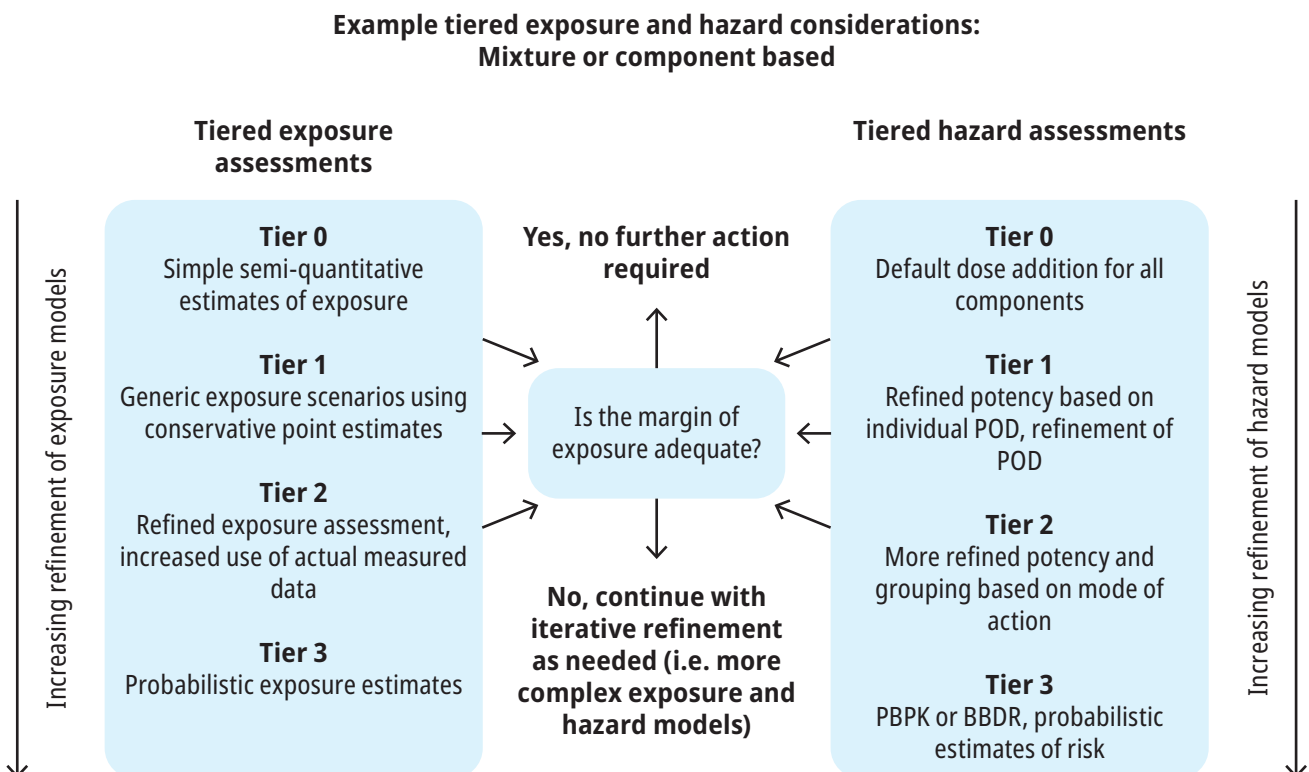 Example tiered exposure and hazard considerations:
Mixture or component based
Tiered exposure
assessments
Increasing refinement of exposure models
Tier 0
Simple semi-quantitative
estimates of exposure
Tier 1
Generic exposure scenarios using
conservative point estimates
Tier 2
Refined exposure assessment,
increased use of actual measured
data
Tier 3
Probabilistic exposure estimates
Yes, no further action
required
Is the margin of
exposure adequate?
No, continue with
iterative refinement
as needed (i.e. more
complex exposure and
hazard models)
Tiered hazard assessments
Tier 0
Default dose addition for all
components
Tier 1
Refined potency based on
individual POD, refinement of
POD
Tier 2
More refined potency and
grouping based on mode of
action
Tier 3
PBPK or BBDR, probabilistic
estimates of risk
Increasing refinement of hazard models